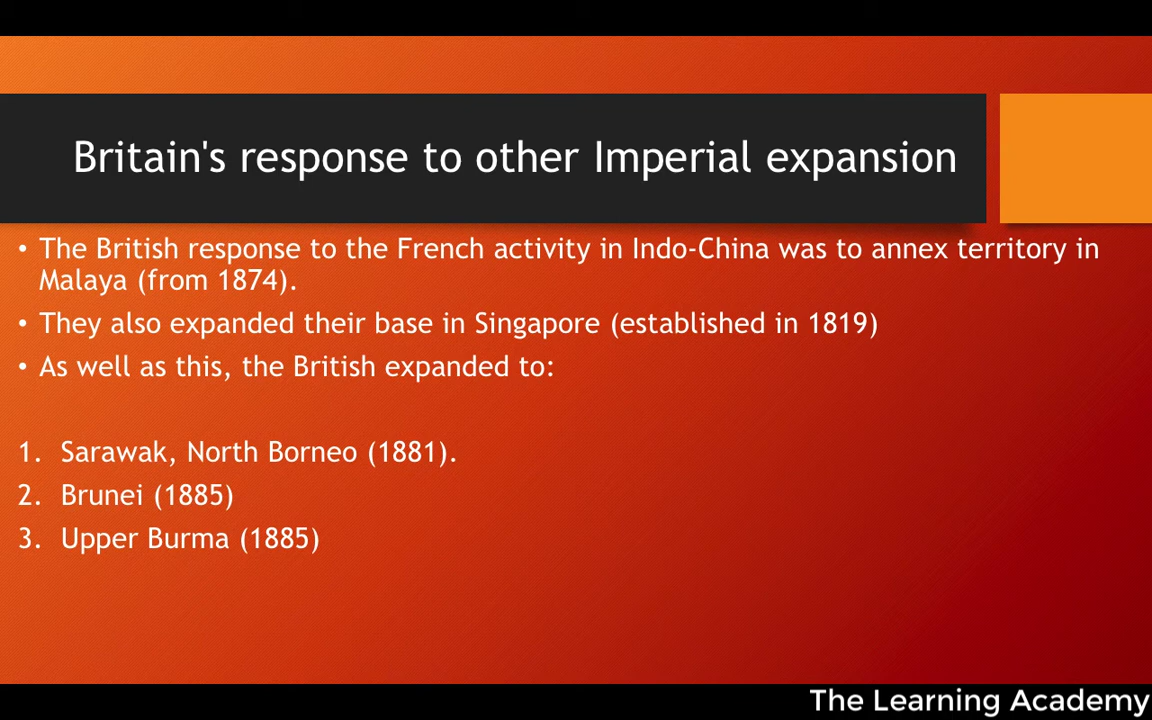 Britain's response to other Imperial expansion
• The British response to the French activity in Indo-China was to annex territory in
Malaya (from 1874).
• They also expanded their base in Singapore (established in 1819)
• As well as this, the British expanded to:
1. Sarawak, North Borneo (1881).
2. Brunei (1885)
3. Upper Burma (1885)
The Learning Academy